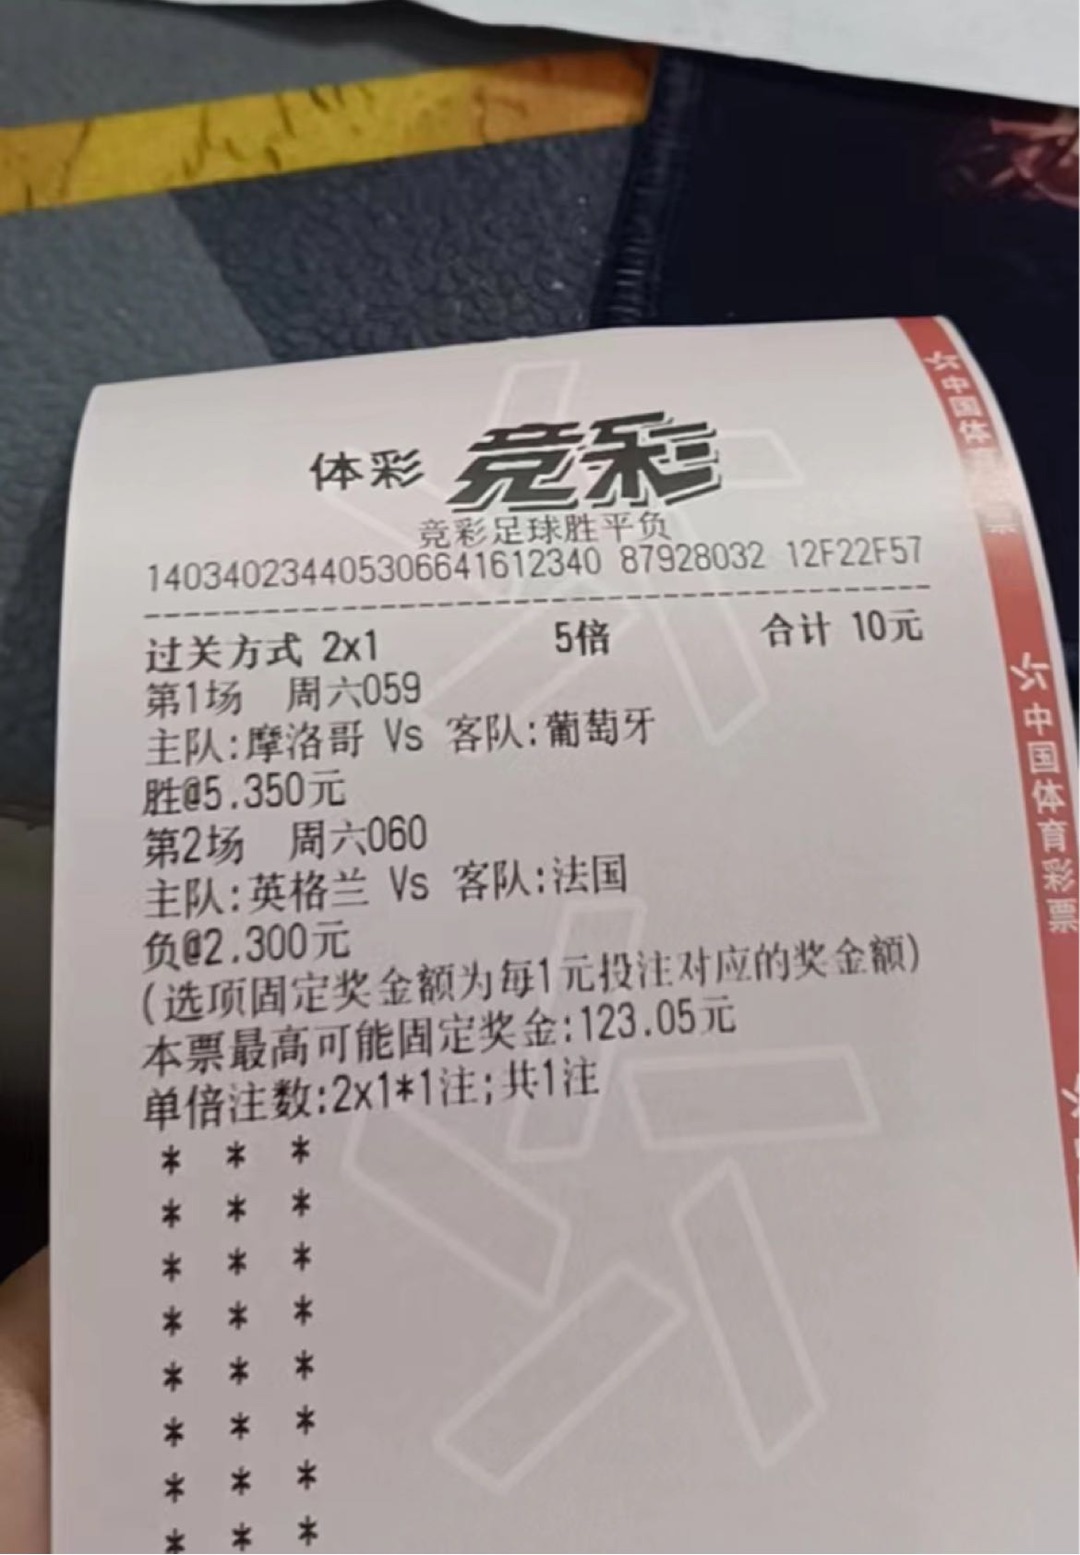 体彩 竞彩
竞彩足球胜平负
140340234405306641612340 87928032 12F22F57
过关方式 2x1 5倍 合计 10元
第1场 周六059
主队:摩洛哥 Vs 客队:葡萄牙
胜@5.350元
第2场 周六060
主队:英格兰 Vs 客队:法国
负@2.300元
(选项固定奖金额为每1元投注对应的奖金额)
本票最高可能固定奖金:123.05元
单倍注数:2x1*1注;共1注
* * *
* * *
* * *
* * *
* * *
* * *
* * *
* * *
中国体
票
中国体育彩票